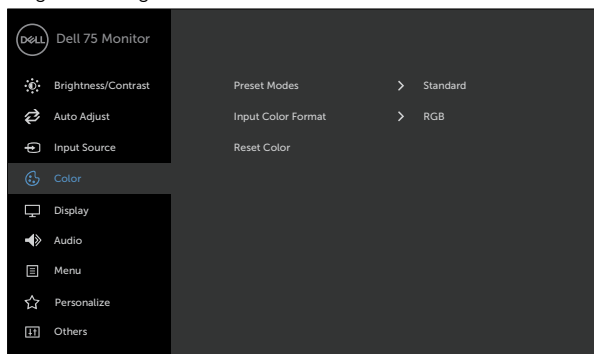 DELL Dell 75 Monitor
Brightness/Contrast
Preset Modes > Standard
Auto Adjust
Input Color Format > RGB
Input Source
Reset Color
Color
Display
Audio
Menu
Personalize
Others